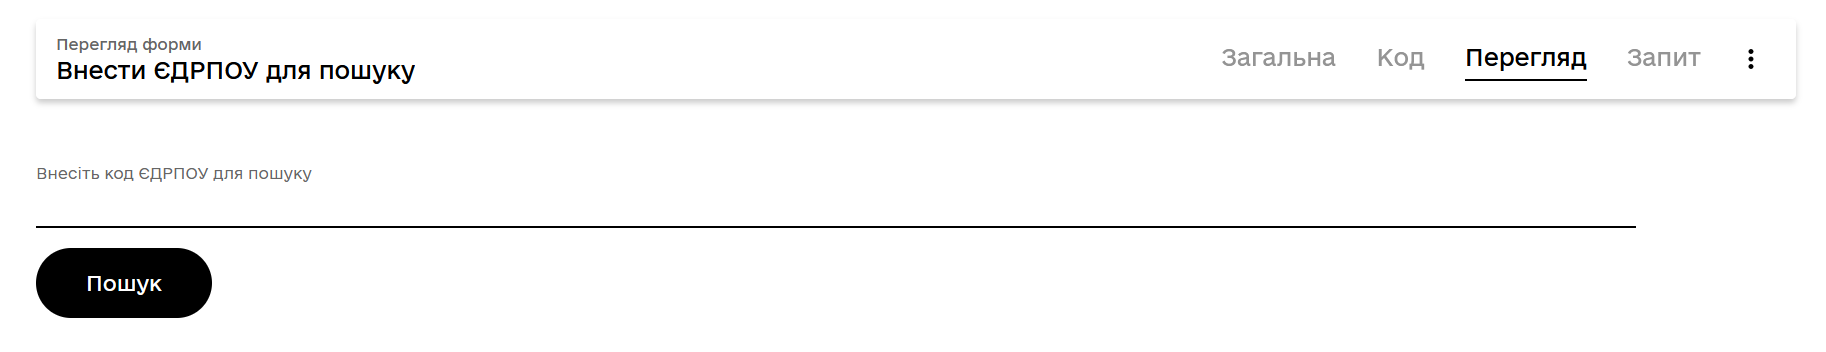 Перегляд форми
Внести ЄДРПОУ для пошуку
Загальна Код Перегляд Запит
Внесіть код ЄДРПОУ для пошуку
Пошук